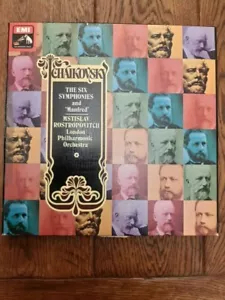 EMI
TCHAIKOVSKY
THE SIX
SYMPHONIES
and
"Manfred"
MSTISLAV
ROSTROPOVITCH
London
Philharmonic
Orchestra